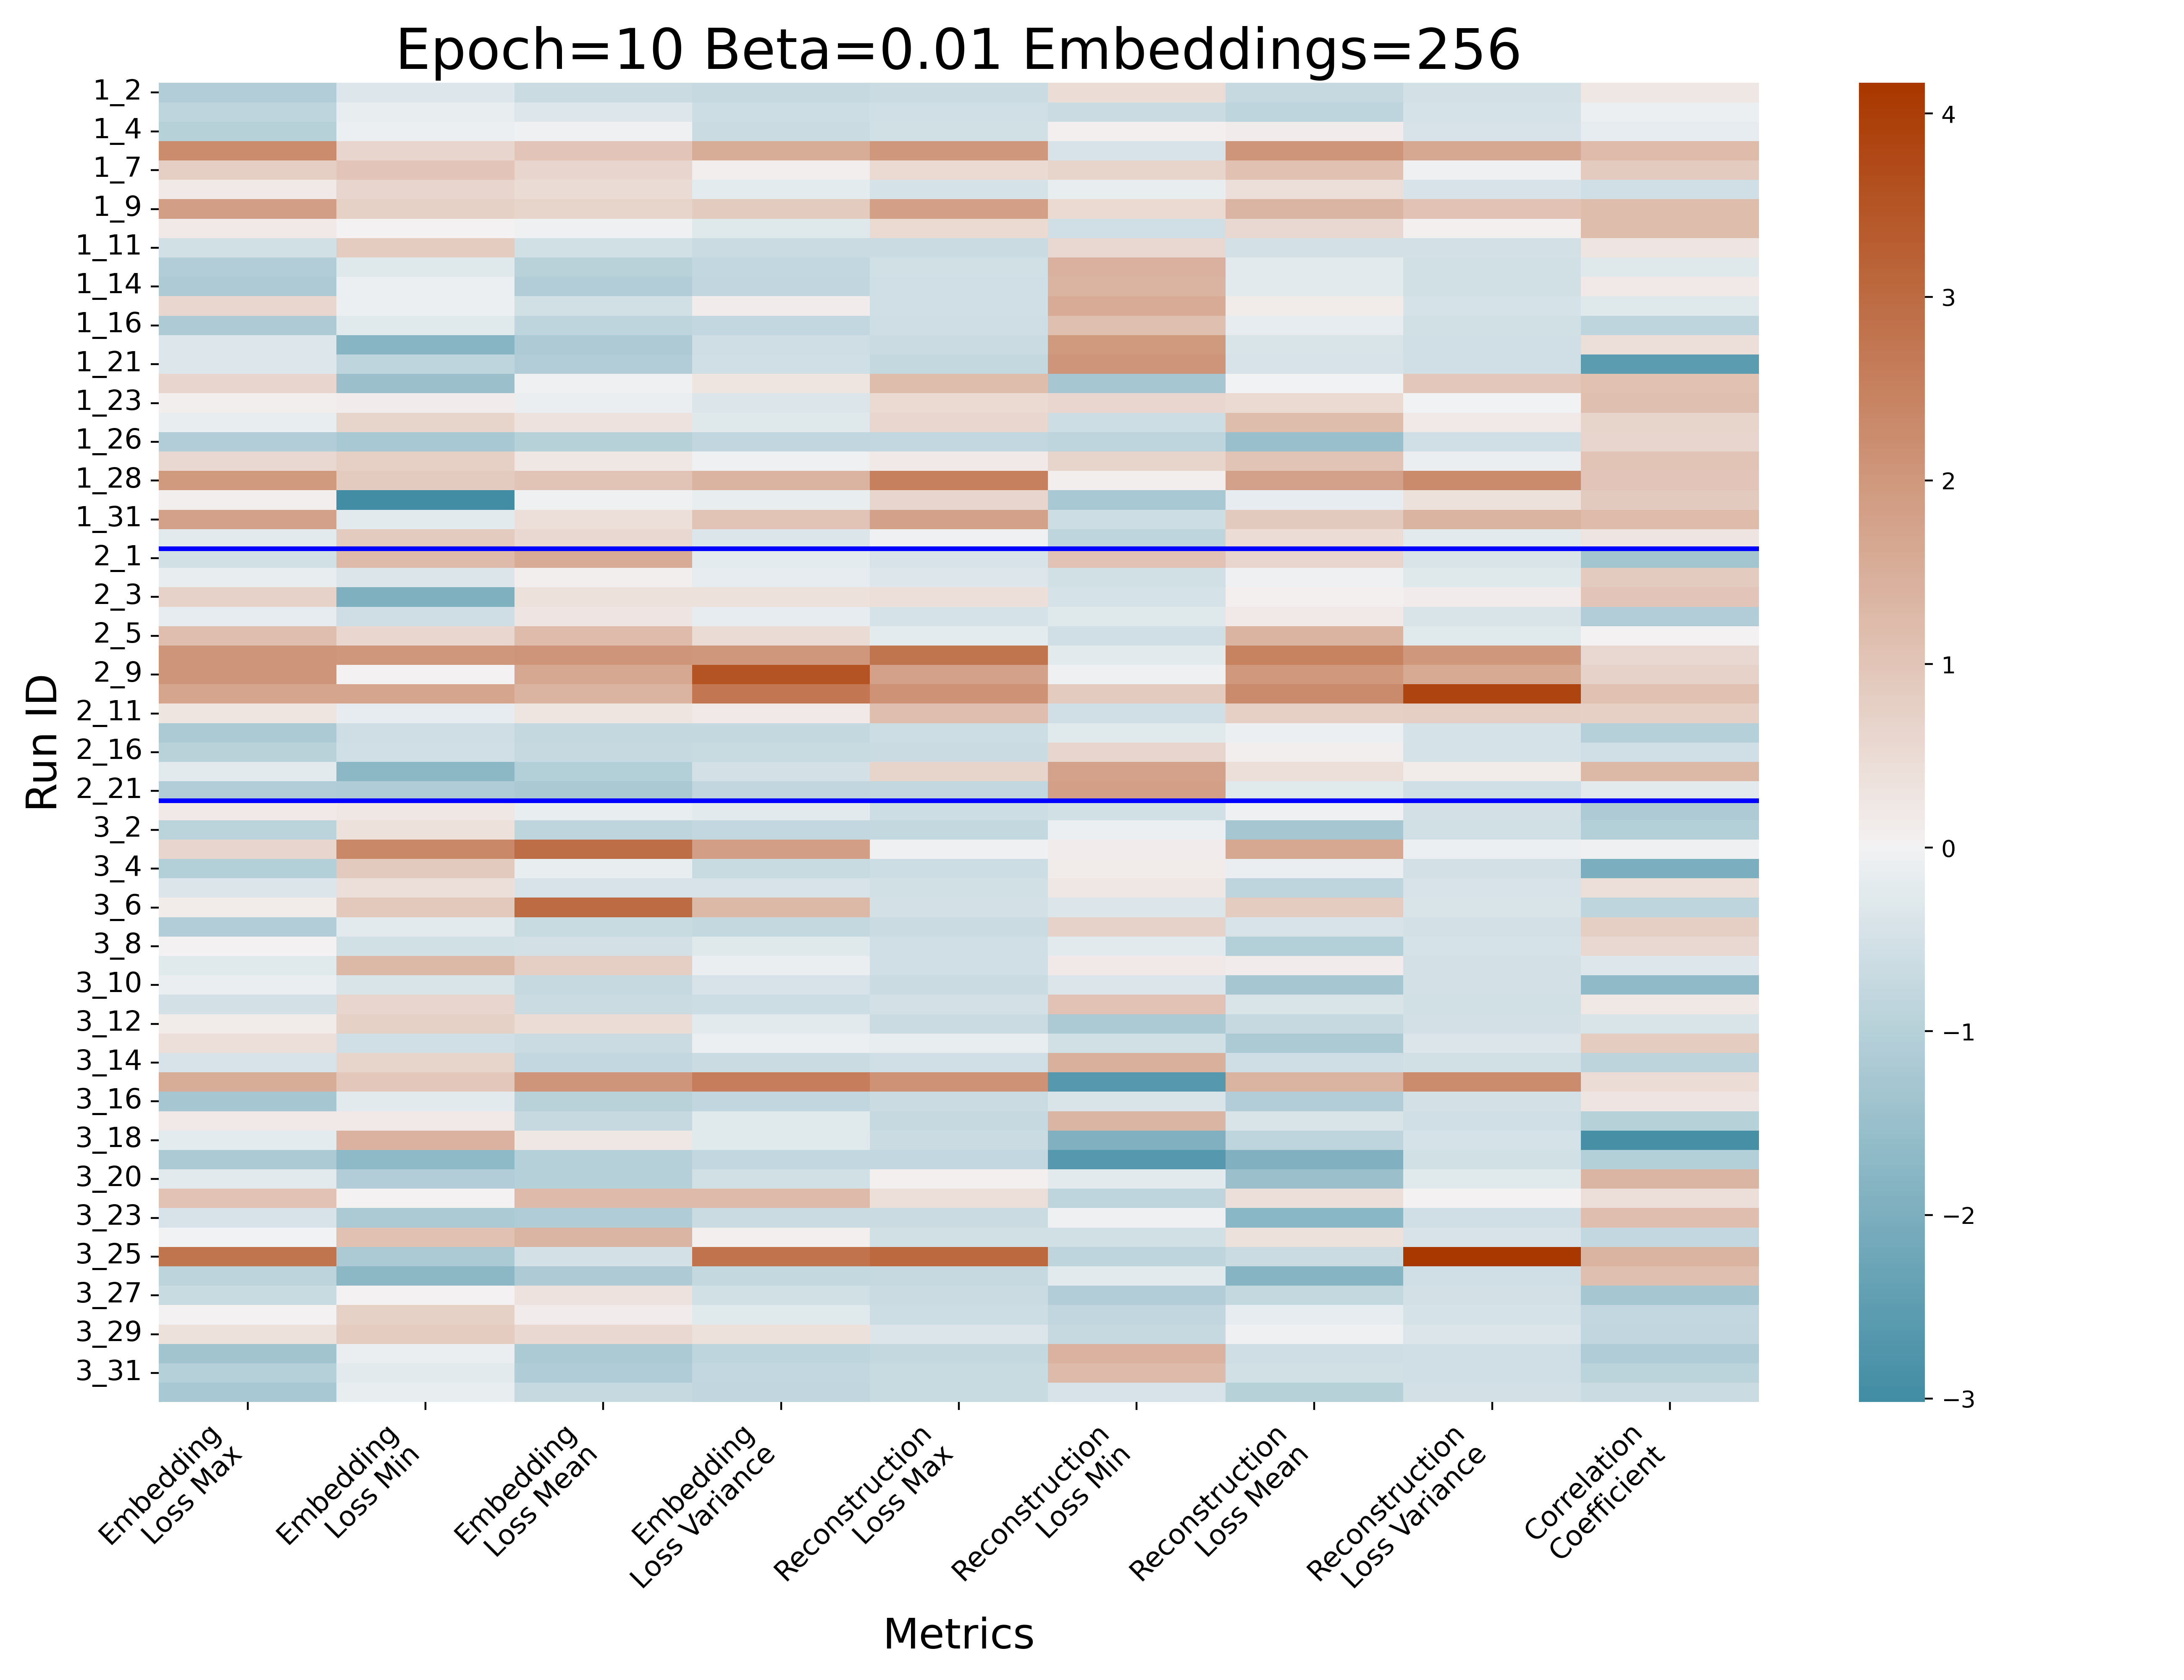 Epoch=10 Beta=0.01 Embeddings=256
Run ID
1_2
1_4
1_7
1_9
1_11
1_14
1_16
1_21
1_23
1_26
1_28
1_31
2_1
2_3
2_5
2_9
2_11
2_16
2_21
3_2
3_4
3_6
3_8
3_10
3_12
3_14
3_16
3_18
3_20
3_23
3_25
3_27
3_29
3_31
4
3
2
1
0
−1
−2
−3
Embedding
Loss Max
Embedding
Loss Min
Embedding
Loss Mean
Embedding
Loss Variance
Reconstruction
Loss Max
Reconstruction
Loss Min
Reconstruction
Loss Mean
Reconstruction
Loss Variance
Correlation
Coefficient
Metrics